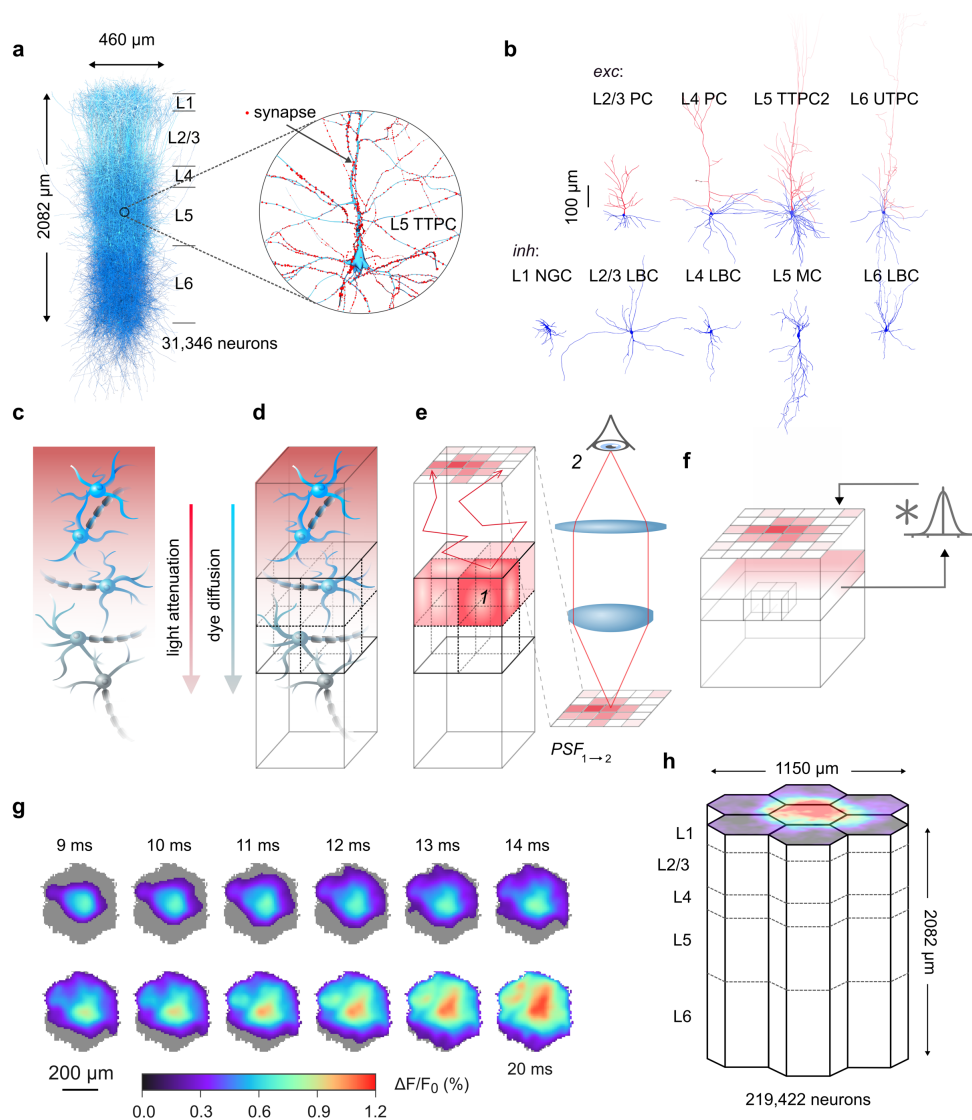 a
460 µm
L1
L2/3
L4
L5
L6
2082 µm
31,346 neurons
synapse
L5 TTPC
b
exc:
L2/3 PC L4 PC L5 TTPC2 L6 UTPC
100 µm
inh:
L1 NGC L2/3 LBC L4 LBC L5 MC L6 LBC
c
light attenuation
dye diffusion
d
e
1
2
PSF1→2
f
*
g
9 ms 10 ms 11 ms 12 ms 13 ms 14 ms
20 ms
200 µm
ΔF/F0 (%)
0.0 0.3 0.6 0.9 1.2
h
1150 µm
L1
L2/3
L4
L5
L6
2082 µm
219,422 neurons